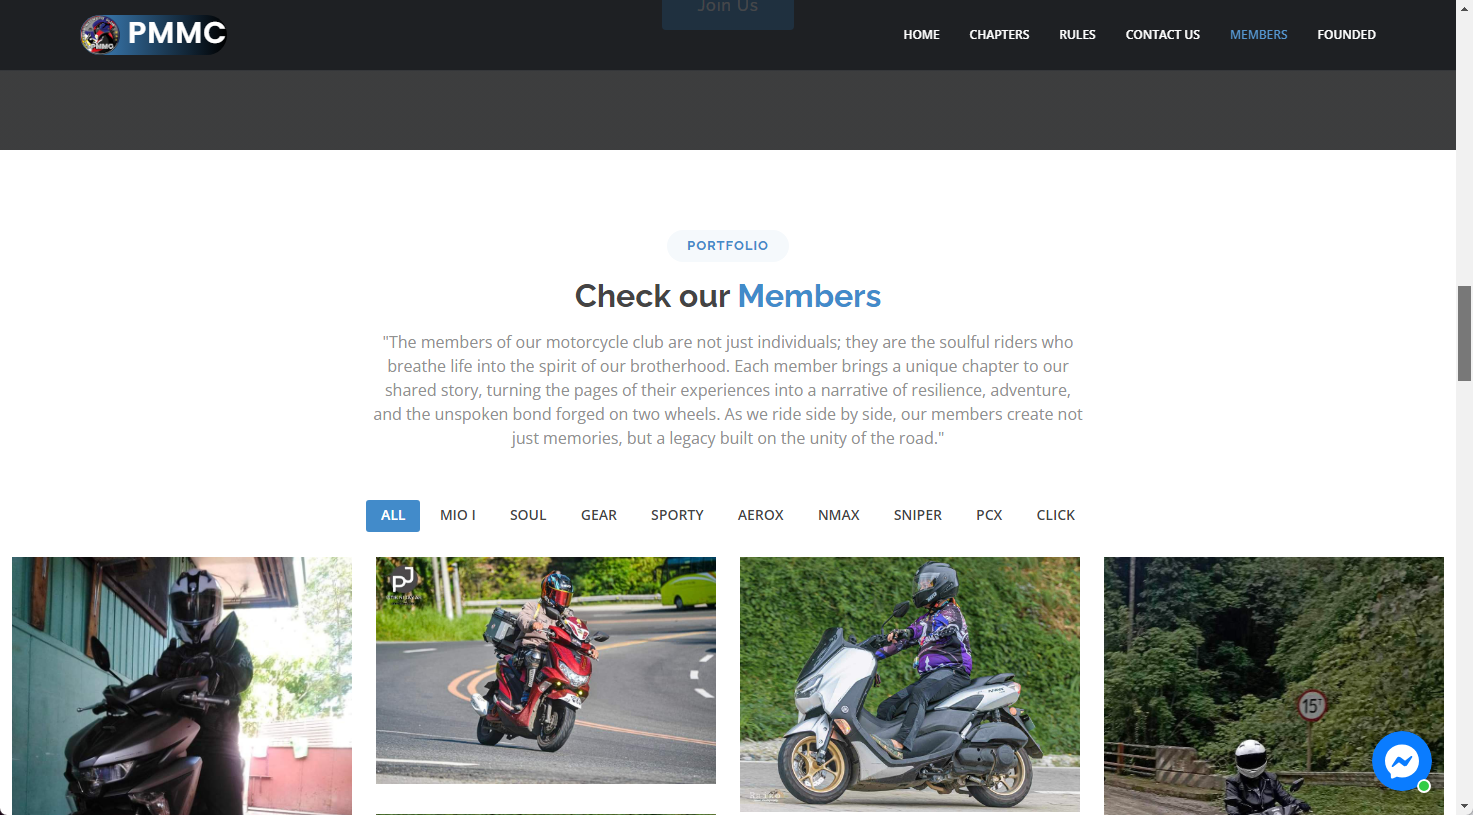 Join Us
PMMC
PMMC
HOME
CHAPTERS
RULES
CONTACT US
MEMBERS
FOUNDED
PORTFOLIO
Check our Members
"The members of our motorcycle club are not just individuals; they are the soulful riders who
breathe life into the spirit of our brotherhood. Each member brings a unique chapter to our
shared story, turning the pages of their experiences into a narrative of resilience, adventure,
and the unspoken bond forged on two wheels. As we ride side by side, our members create not
just memories, but a legacy built on the unity of the road."
ALL
MIO I
SOUL
GEAR
SPORTY
AEROX
NMAX
SNIPER
PCX
CLICK
PJ
15T